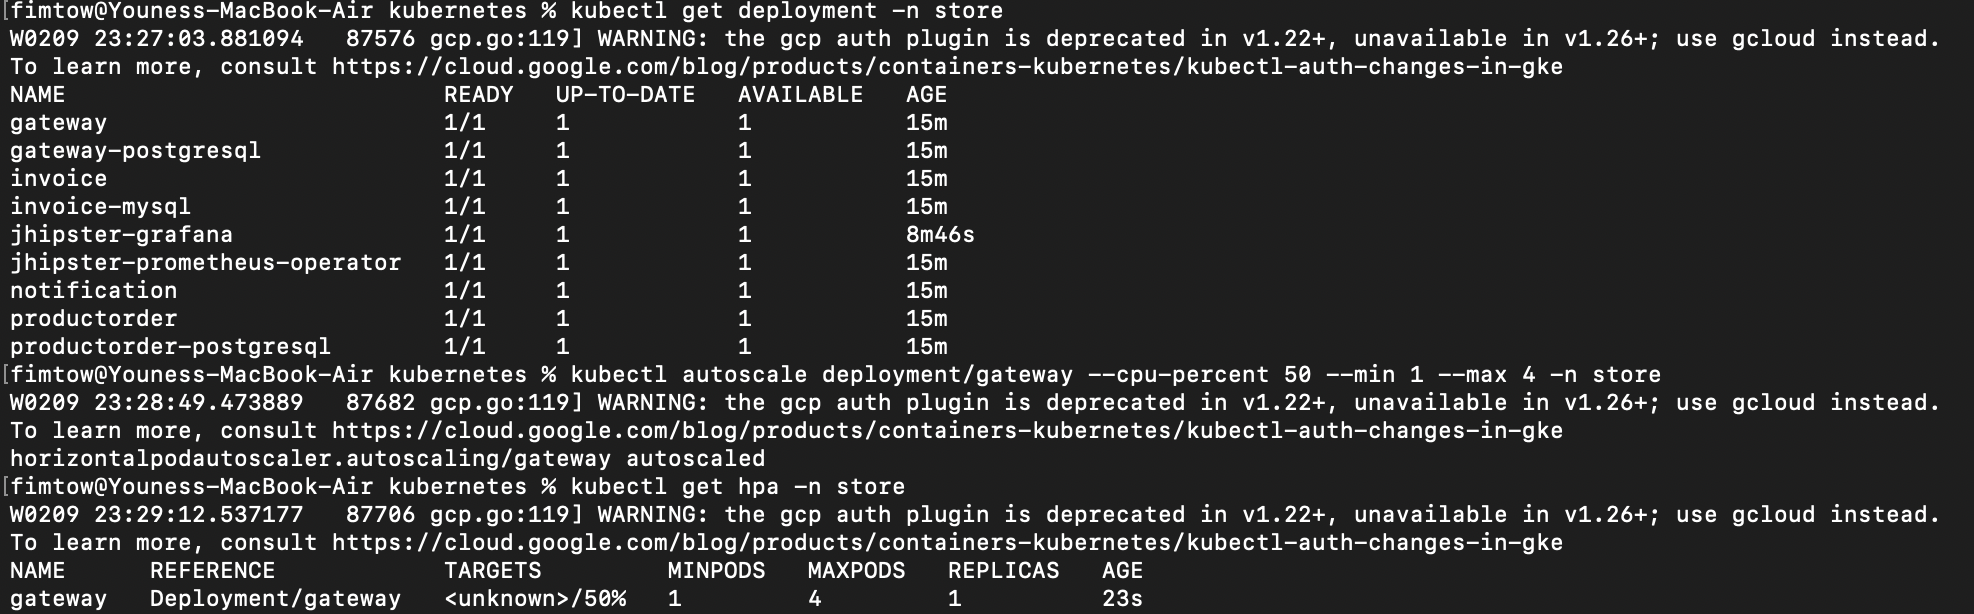 [fimtow@Youness-MacBook-Air kubernetes % kubectl get deployment -n store
W0209 23:27:03.881094   87576 gcp.go:119] WARNING: the gcp auth plugin is deprecated in v1.22+, unavailable in v1.26+; use gcloud instead.
To learn more, consult https://cloud.google.com/blog/products/containers-kubernetes/kubectl-auth-changes-in-gke
NAME                           READY   UP-TO-DATE   AVAILABLE   AGE
gateway                        1/1     1            1           15m
gateway-postgresql             1/1     1            1           15m
invoice                        1/1     1            1           15m
invoice-mysql                  1/1     1            1           15m
jhipster-grafana               1/1     1            1           8m46s
jhipster-prometheus-operator   1/1     1            1           15m
notification                   1/1     1            1           15m
productorder                   1/1     1            1           15m
productorder-postgresql        1/1     1            1           15m
[fimtow@Youness-MacBook-Air kubernetes % kubectl autoscale deployment/gateway --cpu-percent 50 --min 1 --max 4 -n store
W0209 23:28:49.473889   87682 gcp.go:119] WARNING: the gcp auth plugin is deprecated in v1.22+, unavailable in v1.26+; use gcloud instead.
To learn more, consult https://cloud.google.com/blog/products/containers-kubernetes/kubectl-auth-changes-in-gke
horizontalpodautoscaler.autoscaling/gateway autoscaled
[fimtow@Youness-MacBook-Air kubernetes % kubectl get hpa -n store
W0209 23:29:12.537177   87706 gcp.go:119] WARNING: the gcp auth plugin is deprecated in v1.22+, unavailable in v1.26+; use gcloud instead.
To learn more, consult https://cloud.google.com/blog/products/containers-kubernetes/kubectl-auth-changes-in-gke
NAME      REFERENCE            TARGETS         MINPODS   MAXPODS   REPLICAS   AGE
gateway   Deployment/gateway   <unknown>/50%   1         4         1          23s